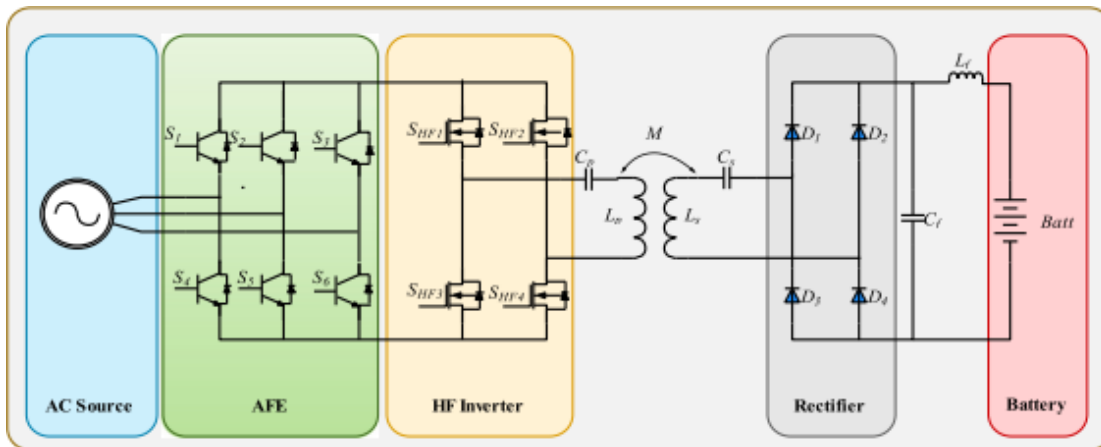 S1
S2
S3
SHF1
SHF2
Lf
D1
D2
M
Cp
Cs
Lp
Ls
Cf
Batt
S4
S5
S6
SHF3
SHF4
D3
D4
AC Source
AFE
HF Inverter
Rectifier
Battery